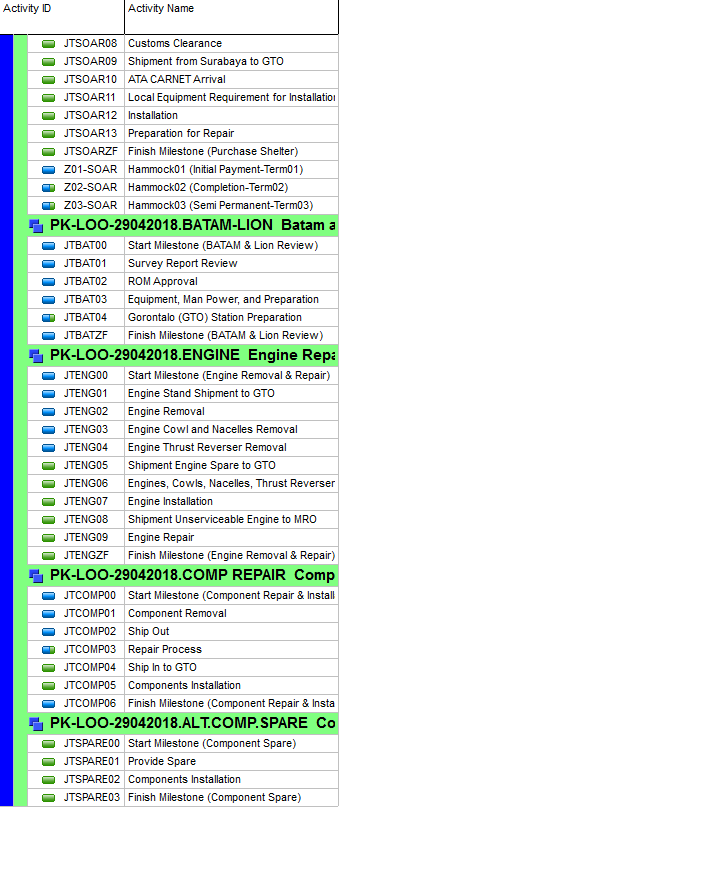 Activity ID Activity Name
JTSOAR08 Customs Clearance
JTSOAR09 Shipment from Surabaya to GTO
JTSOAR10 ATA CARNET Arrival
JTSOAR11 Local Equipment Requirement for Installation
JTSOAR12 Installation
JTSOAR13 Preparation for Repair
JTSOARZF Finish Milestone (Purchase Shelter)
Z01-SOAR Hammock01 (Initial Payment-Term01)
Z02-SOAR Hammock02 (Completion-Term02)
Z03-SOAR Hammock03 (Semi Permanent-Term03)
PK-LOO-29042018.BATAM-LION Batam a
JTBAT00 Start Milestone (BATAM & Lion Review)
JTBAT01 Survey Report Review
JTBAT02 ROM Approval
JTBAT03 Equipment, Man Power, and Preparation
JTBAT04 Gorontalo (GTO) Station Preparation
JTBATZF Finish Milestone (BATAM & Lion Review)
PK-LOO-29042018.ENGINE Engine Repa
JTENG00 Start Milestone (Engine Removal & Repair)
JTENG01 Engine Stand Shipment to GTO
JTENG02 Engine Removal
JTENG03 Engine Cowl and Nacelles Removal
JTENG04 Engine Thrust Reverser Removal
JTENG05 Shipment Engine Spare to GTO
JTENG06 Engines, Cowls, Nacelles, Thrust Reverser
JTENG07 Engine Installation
JTENG08 Shipment Unserviceable Engine to MRO
JTENG09 Engine Repair
JTENGZF Finish Milestone (Engine Removal & Repair)
PK-LOO-29042018.COMP REPAIR Comp
JTCOMP00 Start Milestone (Component Repair & Install
JTCOMP01 Component Removal
JTCOMP02 Ship Out
JTCOMP03 Repair Process
JTCOMP04 Ship In to GTO
JTCOMP05 Components Installation
JTCOMP06 Finish Milestone (Component Repair & Insta
PK-LOO-29042018.ALT.COMP.SPARE Co
JTSPARE00 Start Milestone (Component Spare)
JTSPARE01 Provide Spare
JTSPARE02 Components Installation
JTSPARE03 Finish Milestone (Component Spare)